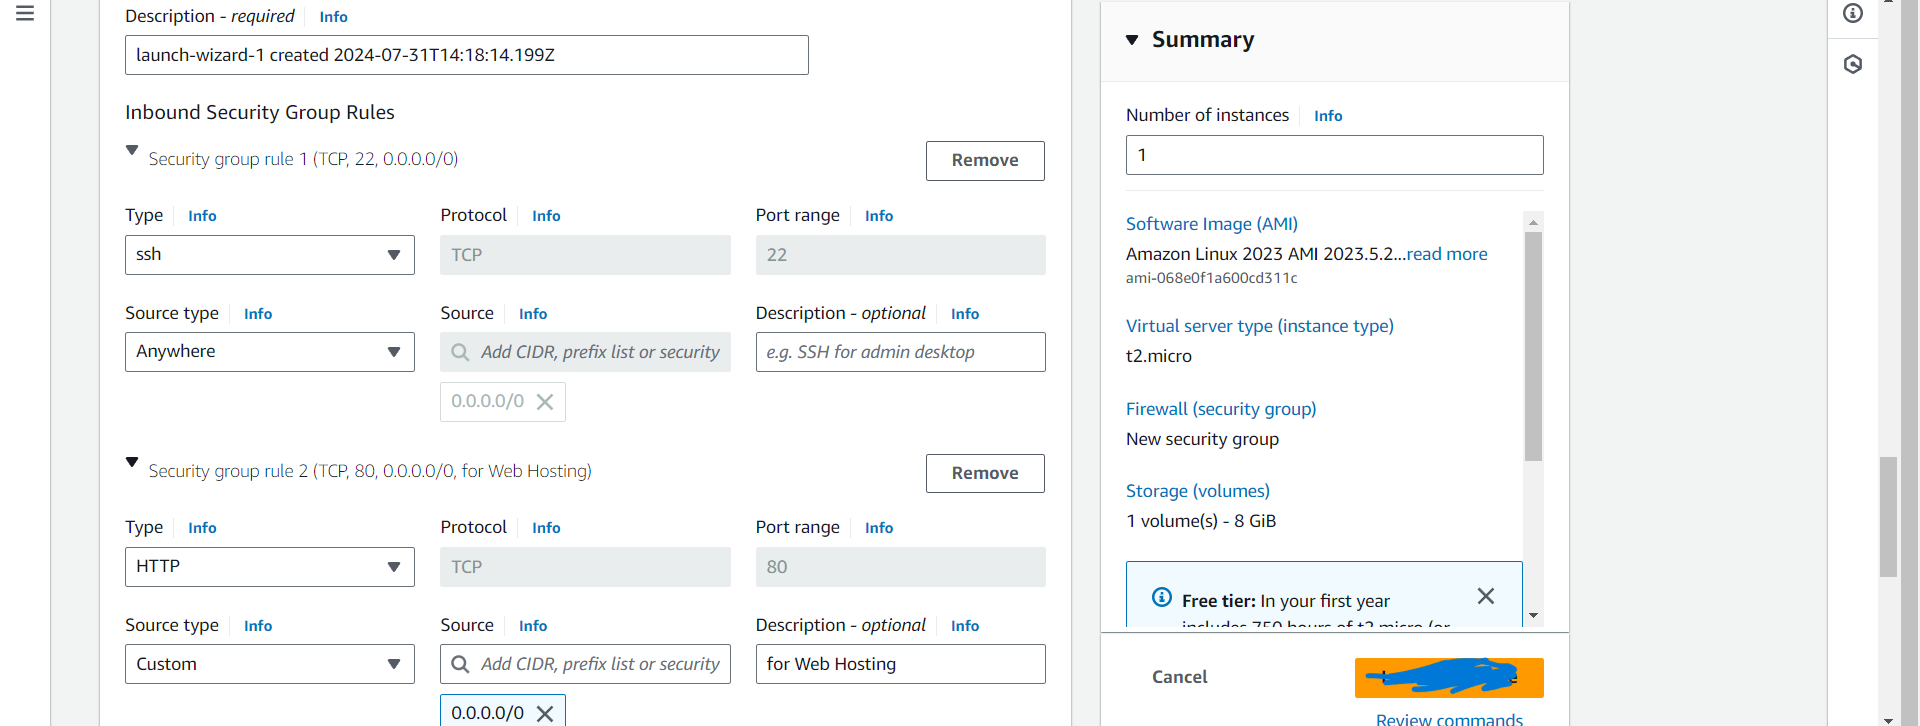 Description - required Info
launch-wizard-1 created 2024-07-31T14:18:14.199Z
Inbound Security Group Rules
Security group rule 1 (TCP, 22, 0.0.0.0/0)
Remove
Type Info Protocol Info Port range Info
ssh TCP 22
Source type Info Source Info Description - optional Info
Anywhere Add CIDR, prefix list or security e.g. SSH for admin desktop
0.0.0.0/0
Security group rule 2 (TCP, 80, 0.0.0.0/0, for Web Hosting)
Remove
Type Info Protocol Info Port range Info
HTTP TCP 80
Source type Info Source Info Description - optional Info
Custom Add CIDR, prefix list or security for Web Hosting
0.0.0.0/0
Summary
Number of instances Info
1
Software Image (AMI)
Amazon Linux 2023 AMI 2023.5.2...read more
ami-068e0f1a600cd311c
Virtual server type (instance type)
t2.micro
Firewall (security group)
New security group
Storage (volumes)
1 volume(s) - 8 GiB
Free tier: In your first year
includes 750 hours of t2.micro (or
Cancel
Review commands